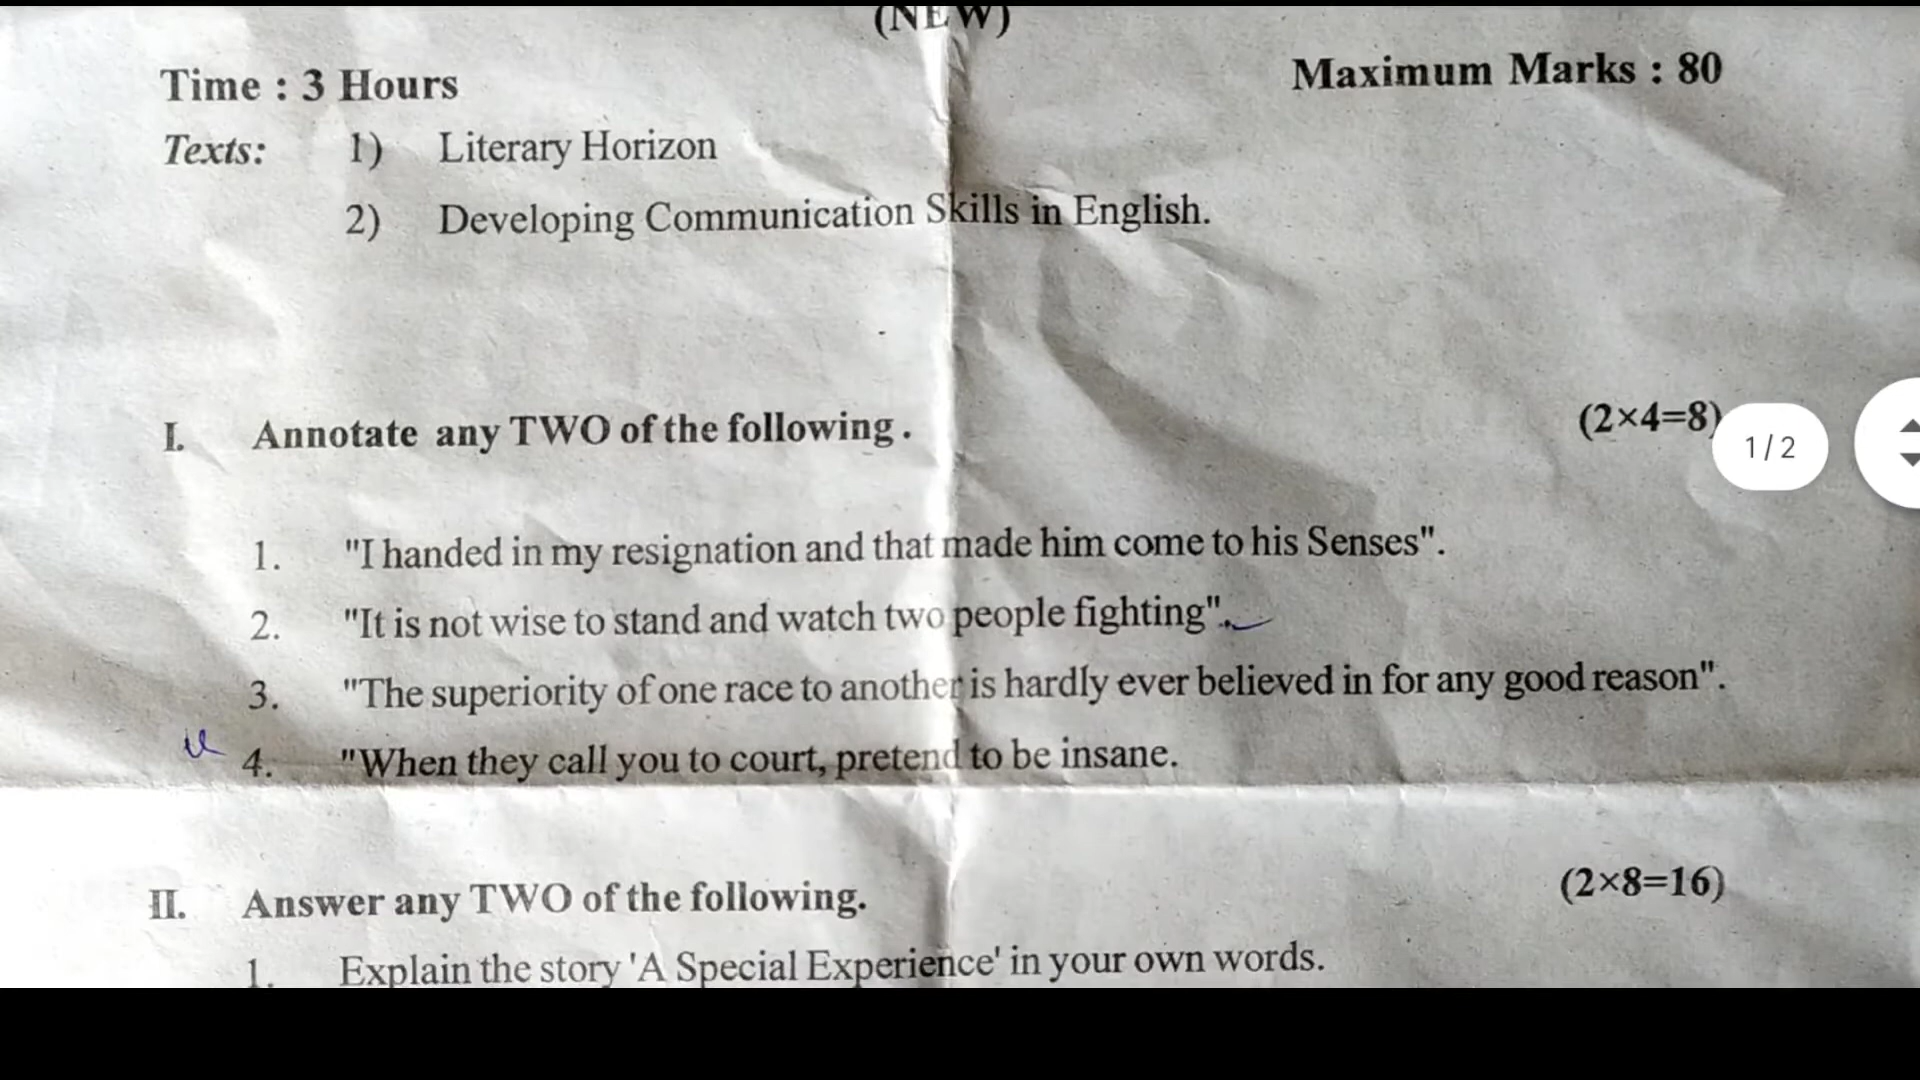 (NEW)
Time : 3 Hours Maximum Marks : 80
Texts: 1) Literary Horizon
2) Developing Communication Skills in English.
I. Annotate any TWO of the following . (2×4=8)
1/2
1. "I handed in my resignation and that made him come to his Senses".
2. "It is not wise to stand and watch two people fighting".
3. "The superiority of one race to another is hardly ever believed in for any good reason".
4. "When they call you to court, pretend to be insane.
II. Answer any TWO of the following. (2×8=16)
1. Explain the story 'A Special Experience' in your own words.